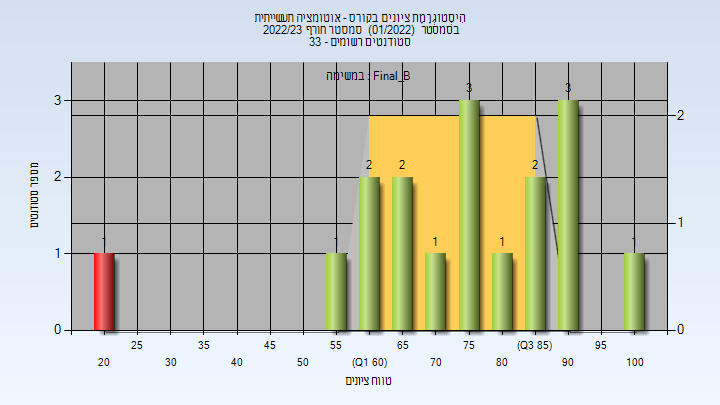 היסטוגרמת ציונים בקורס - אוטומציה תעשייתית
בסמסטר (01/2022) סמסטר חורף 2022/23
סטודנטים רשומים - 33
במשימה : Final_B
מספר סטודנטים
3
2
1
0
2
1
0
1
1
2
2
1
3
1
2
3
1
25 35 45 55 65 75 (Q3 85) 95
20 30 40 50 (Q1 60) 70 80 90 100
טווח ציונים